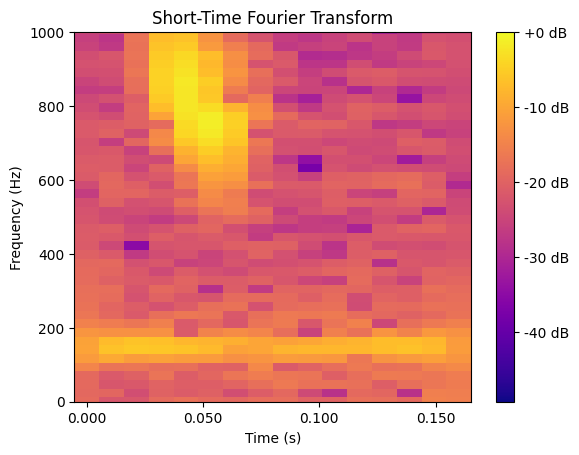 Short-Time Fourier Transform
1000
800
600
400
200
0
Frequency (Hz)
0.000
0.050
0.100
0.150
Time (s)
+0 dB
-10 dB
-20 dB
-30 dB
-40 dB